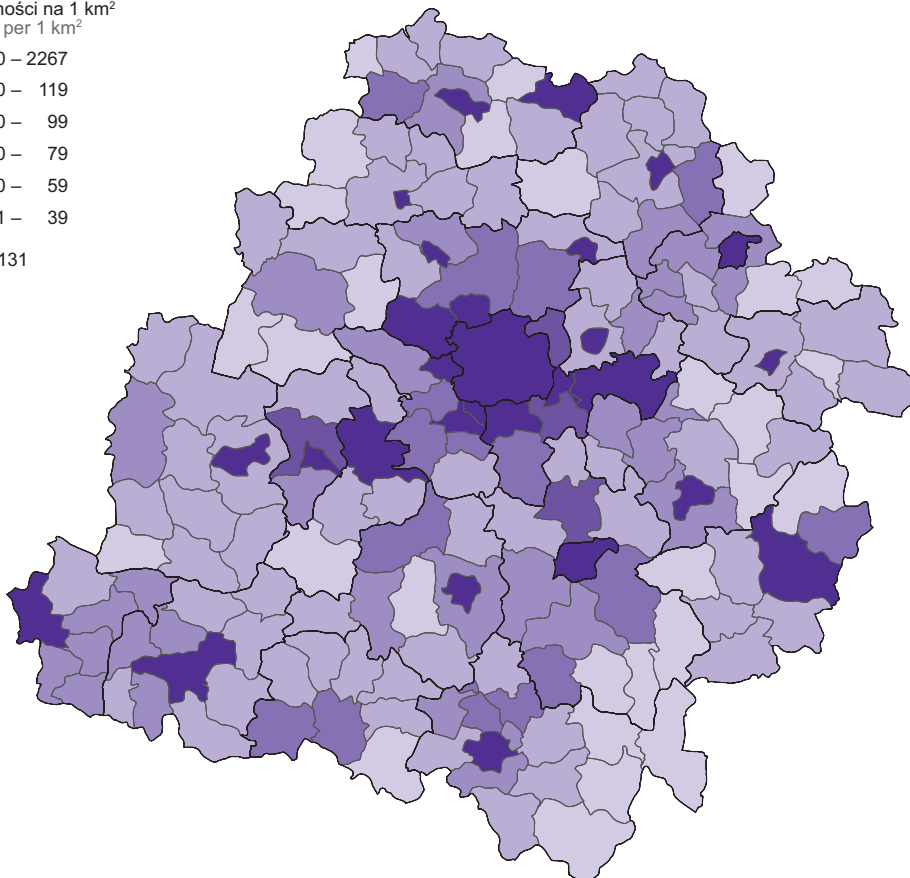 ności na 1 km²
per 1 km²
0 – 2267
0 – 119
0 – 99
0 – 79
0 – 59
1 – 39
131